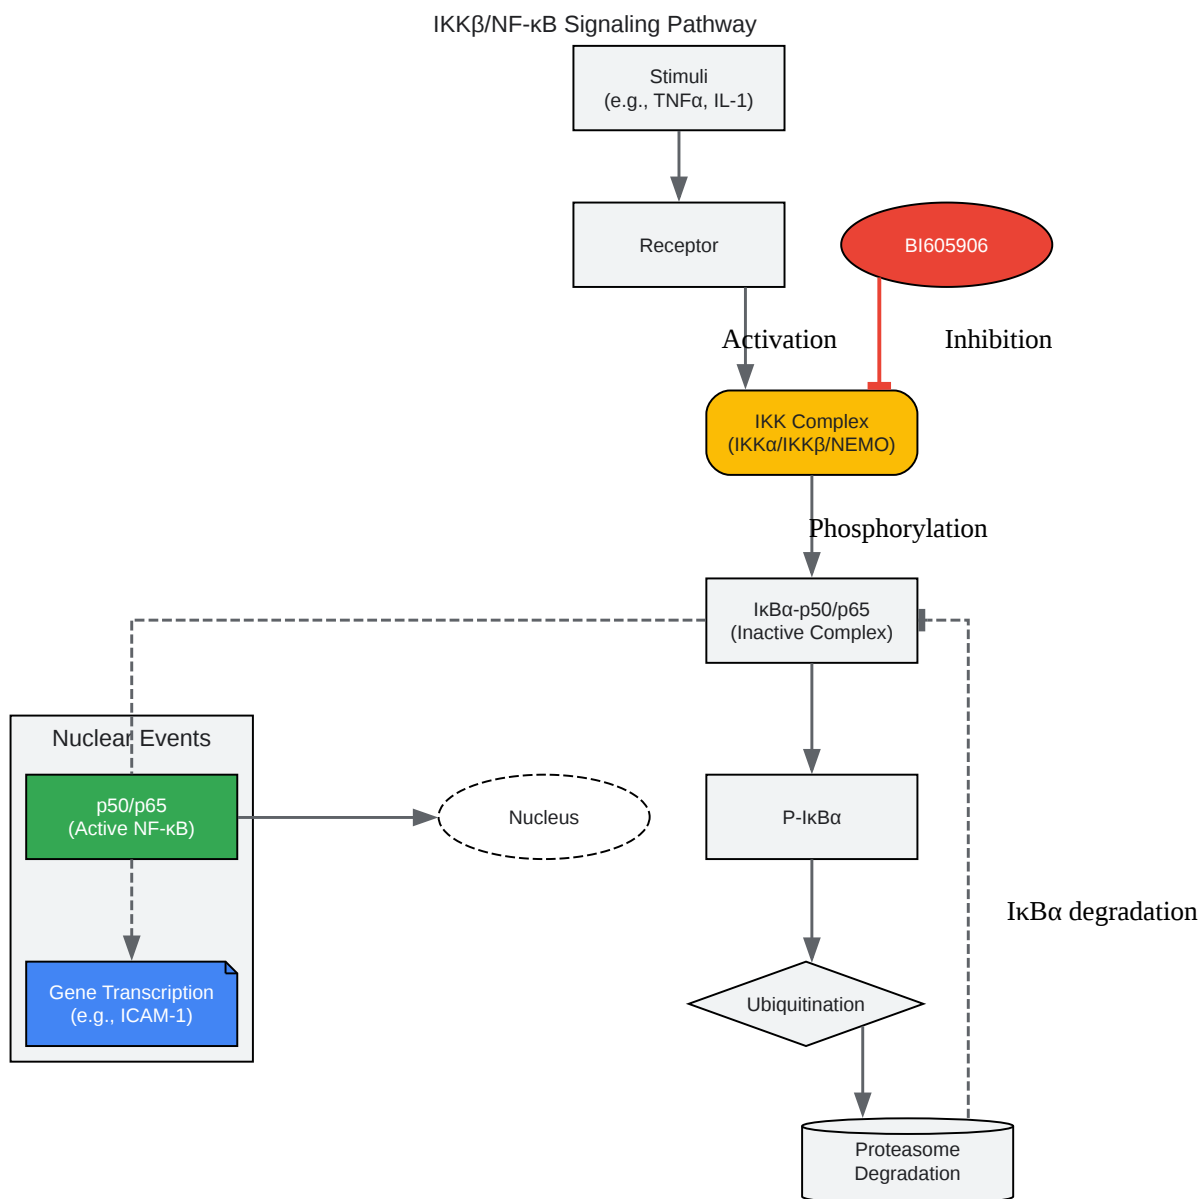 IKKβ/NF-κB Signaling Pathway
Stimuli
(e.g., TNFα, IL-1)
Receptor
BI605906
Activation
Inhibition
IKK Complex
(IKKα/IKKβ/NEMO)
Phosphorylation
IκBα-p50/p65
(Inactive Complex)
Nuclear Events
p50/p65
(Active NF-κB)
Nucleus
P-IκBα
IκBα degradation
Gene Transcription
(e.g., ICAM-1)
Ubiquitination
Proteasome
Degradation